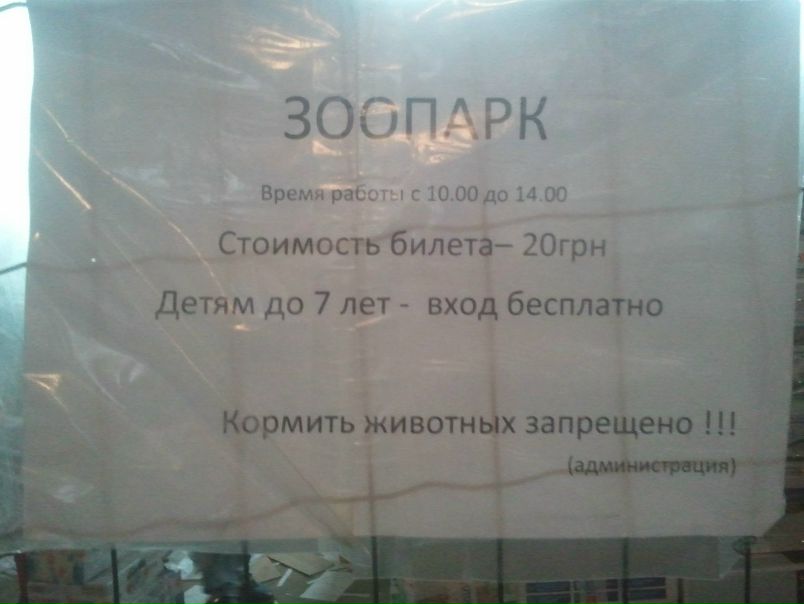 ЗООПАРК
Время работы с 10.00 до 14.00
Стоимость билета– 20грн
Детям до 7 лет - вход бесплатно
Кормить животных запрещено !!!
(администрация)